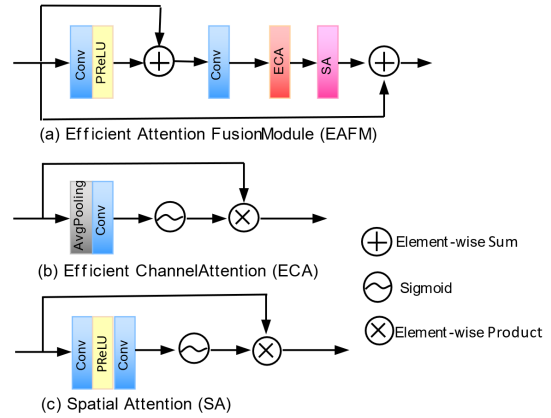 Conv
PReLU
Conv
ECA
SA
(a) Efficient Attention FusionModule (EAFM)
AvgPooling
Conv
(b) Efficient ChannelAttention (ECA)
Element-wise Sum
Sigmoid
Element-wise Product
Conv
PReLU
Conv
(c) Spatial Attention (SA)